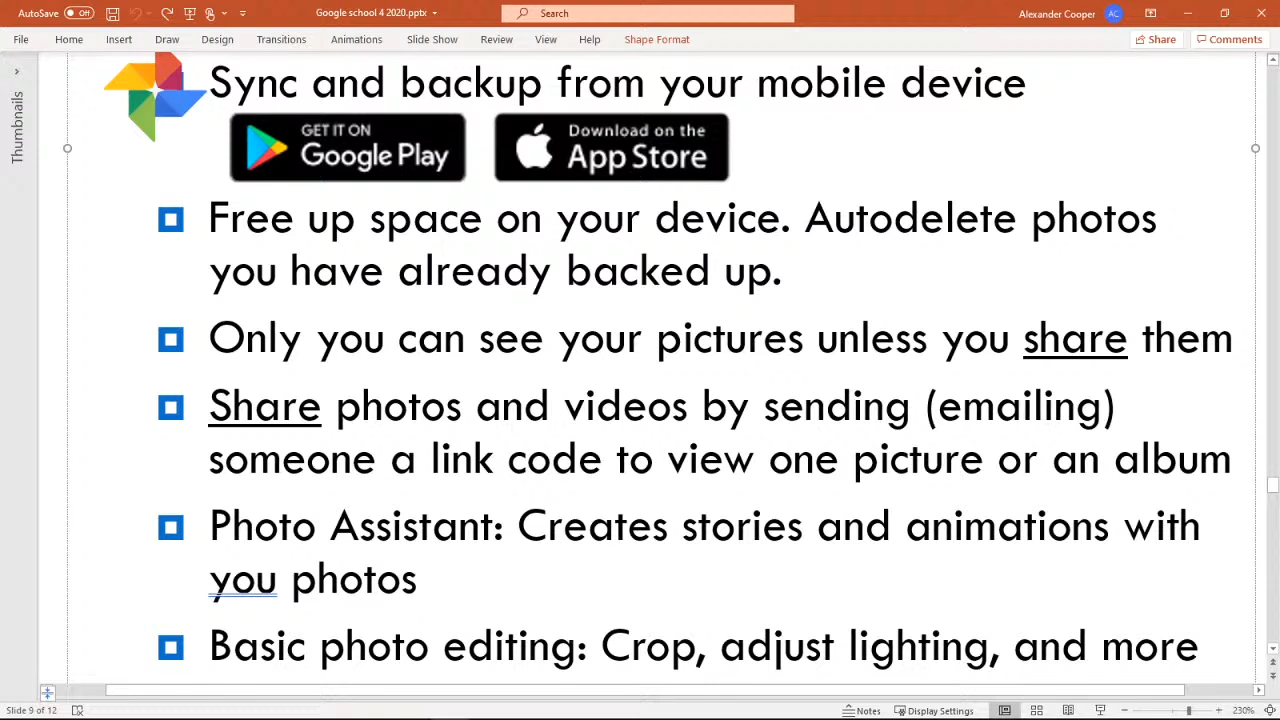 AutoSave Off Google school 4 2020.pptx Search Alexander Cooper AC
File Home Insert Draw Design Transitions Animations Slide Show Review View Help Shape Format Share Comments
Thumbnails
Sync and backup from your mobile device
GET IT ON
Google Play
Download on the
App Store
Free up space on your device. Autodelete photos
you have already backed up.
Only you can see your pictures unless you share them
Share photos and videos by sending (emailing)
someone a link code to view one picture or an album
Photo Assistant: Creates stories and animations with
you photos
Basic photo editing: Crop, adjust lighting, and more
Slide 9 of 12 Notes Display Settings 230%